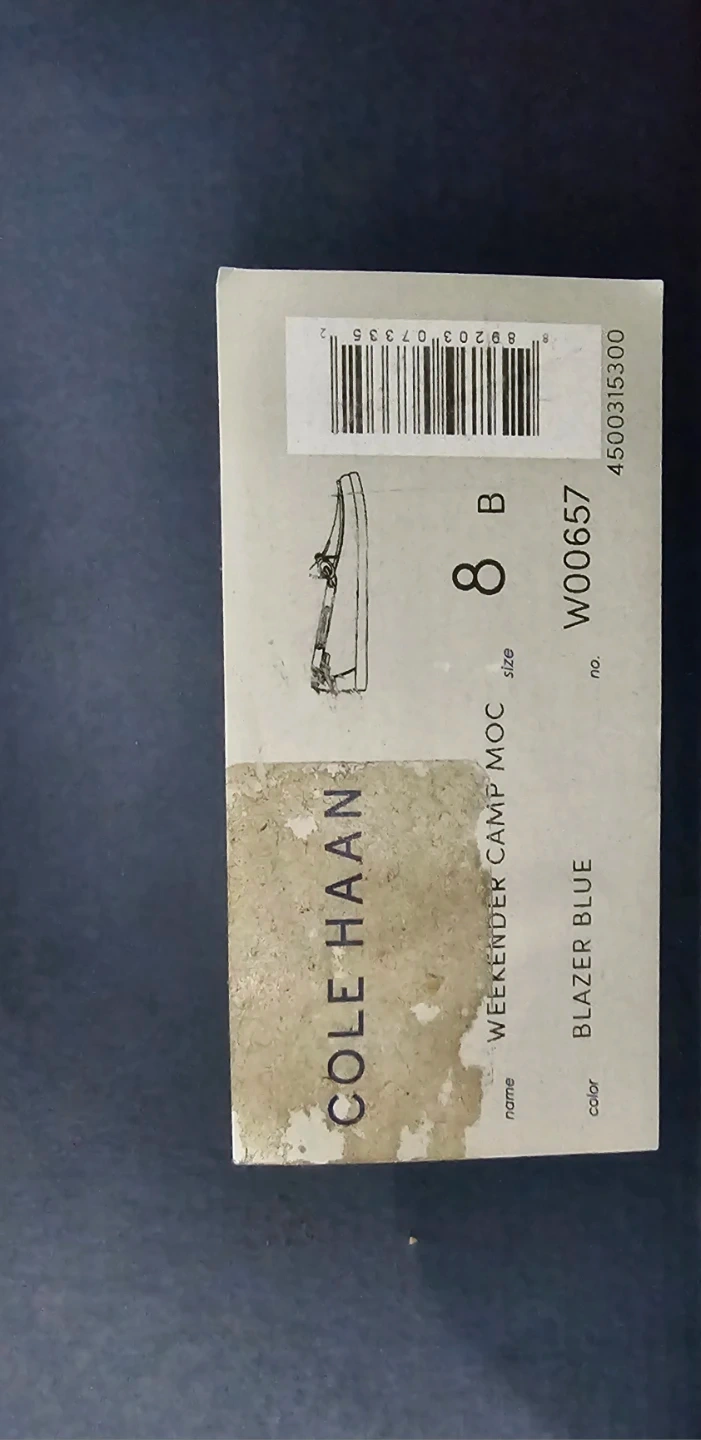 COLE HAAN
name WEEKENDER CAMP MOC
size 8 B
color BLAZER BLUE
no. W00657
8 89203 07335 2
4500315300